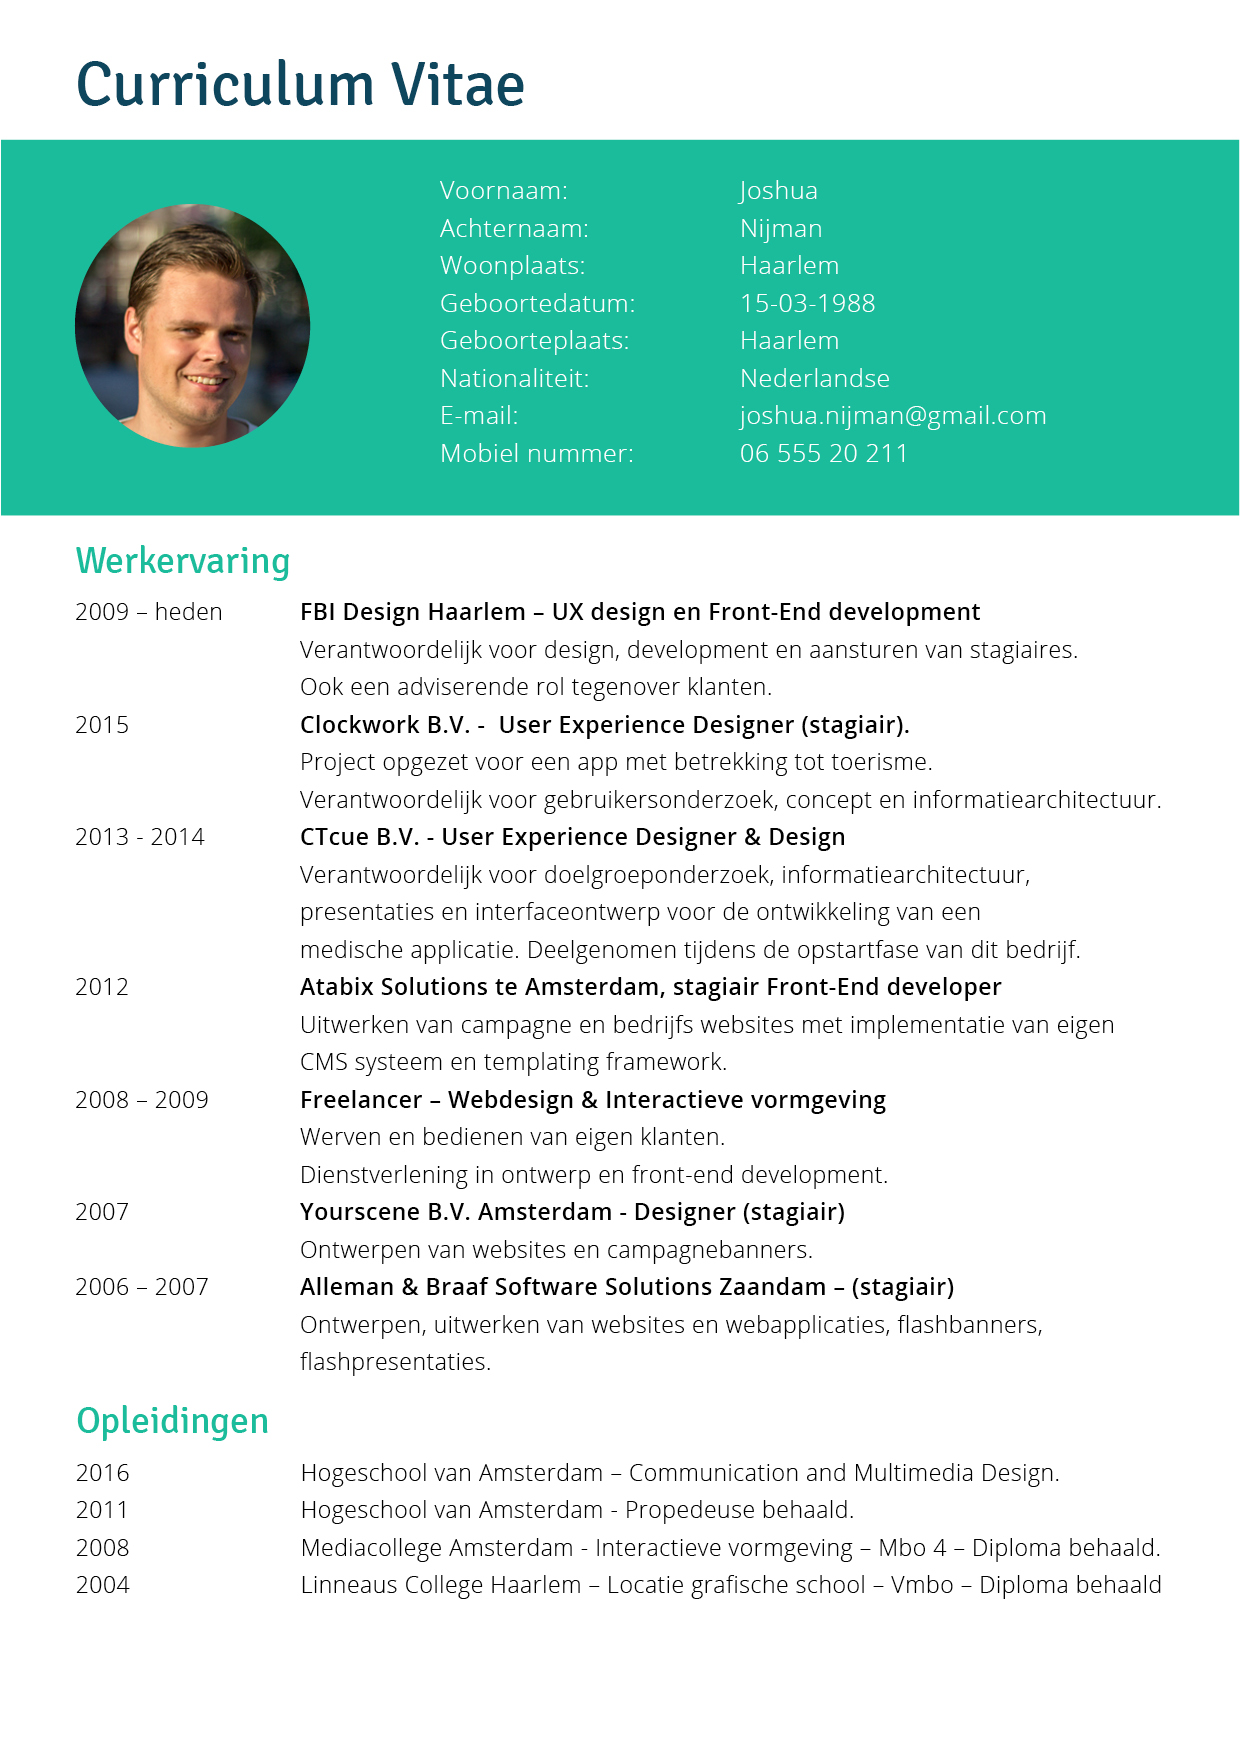 Curriculum Vitae
Voornaam: Joshua
Achternaam: Nijman
Woonplaats: Haarlem
Geboortedatum: 15-03-1988
Geboorteplaats: Haarlem
Nationaliteit: Nederlandse
E-mail: joshua.nijman@gmail.com
Mobiel nummer: 06 555 20 211
Werkervaring
2009 – heden FBI Design Haarlem – UX design en Front-End development
Verantwoordelijk voor design, development en aansturen van stagiaires.
Ook een adviserende rol tegenover klanten.
2015 Clockwork B.V. -  User Experience Designer (stagiair).
Project opgezet voor een app met betrekking tot toerisme.
Verantwoordelijk voor gebruikersonderzoek, concept en informatiearchitectuur.
2013 - 2014 CTcue B.V. - User Experience Designer & Design
Verantwoordelijk voor doelgroeponderzoek, informatiearchitectuur,
presentaties en interfaceontwerp voor de ontwikkeling van een
medische applicatie. Deelgenomen tijdens de opstartfase van dit bedrijf.
2012 Atabix Solutions te Amsterdam, stagiair Front-End developer
Uitwerken van campagne en bedrijfs websites met implementatie van eigen
CMS systeem en templating framework.
2008 – 2009 Freelancer – Webdesign & Interactieve vormgeving
Werven en bedienen van eigen klanten.
Dienstverlening in ontwerp en front-end development.
2007 Yourscene B.V. Amsterdam - Designer (stagiair)
Ontwerpen van websites en campagnebanners.
2006 – 2007 Alleman & Braaf Software Solutions Zaandam – (stagiair)
Ontwerpen, uitwerken van websites en webapplicaties, flashbanners,
flashpresentaties.
Opleidingen
2016 Hogeschool van Amsterdam – Communication and Multimedia Design.
2011 Hogeschool van Amsterdam - Propedeuse behaald.
2008 Mediacollege Amsterdam - Interactieve vormgeving – Mbo 4 – Diploma behaald.
2004 Linneaus College Haarlem – Locatie grafische school – Vmbo – Diploma behaald